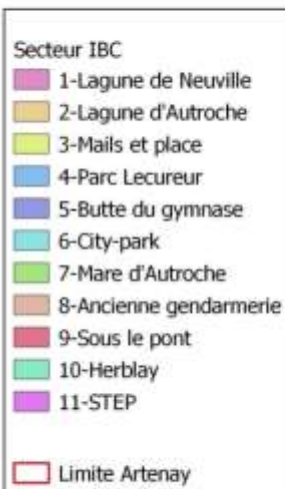 Secteur IBC
1-Lagune de Neuville
2-Lagune d'Autroche
3-Mails et place
4-Parc Lecureur
5-Butte du gymnase
6-City-park
7-Mare d'Autroche
8-Ancienne gendarmerie
9-Sous le pont
10-Herblay
11-STEP
Limite Artenay